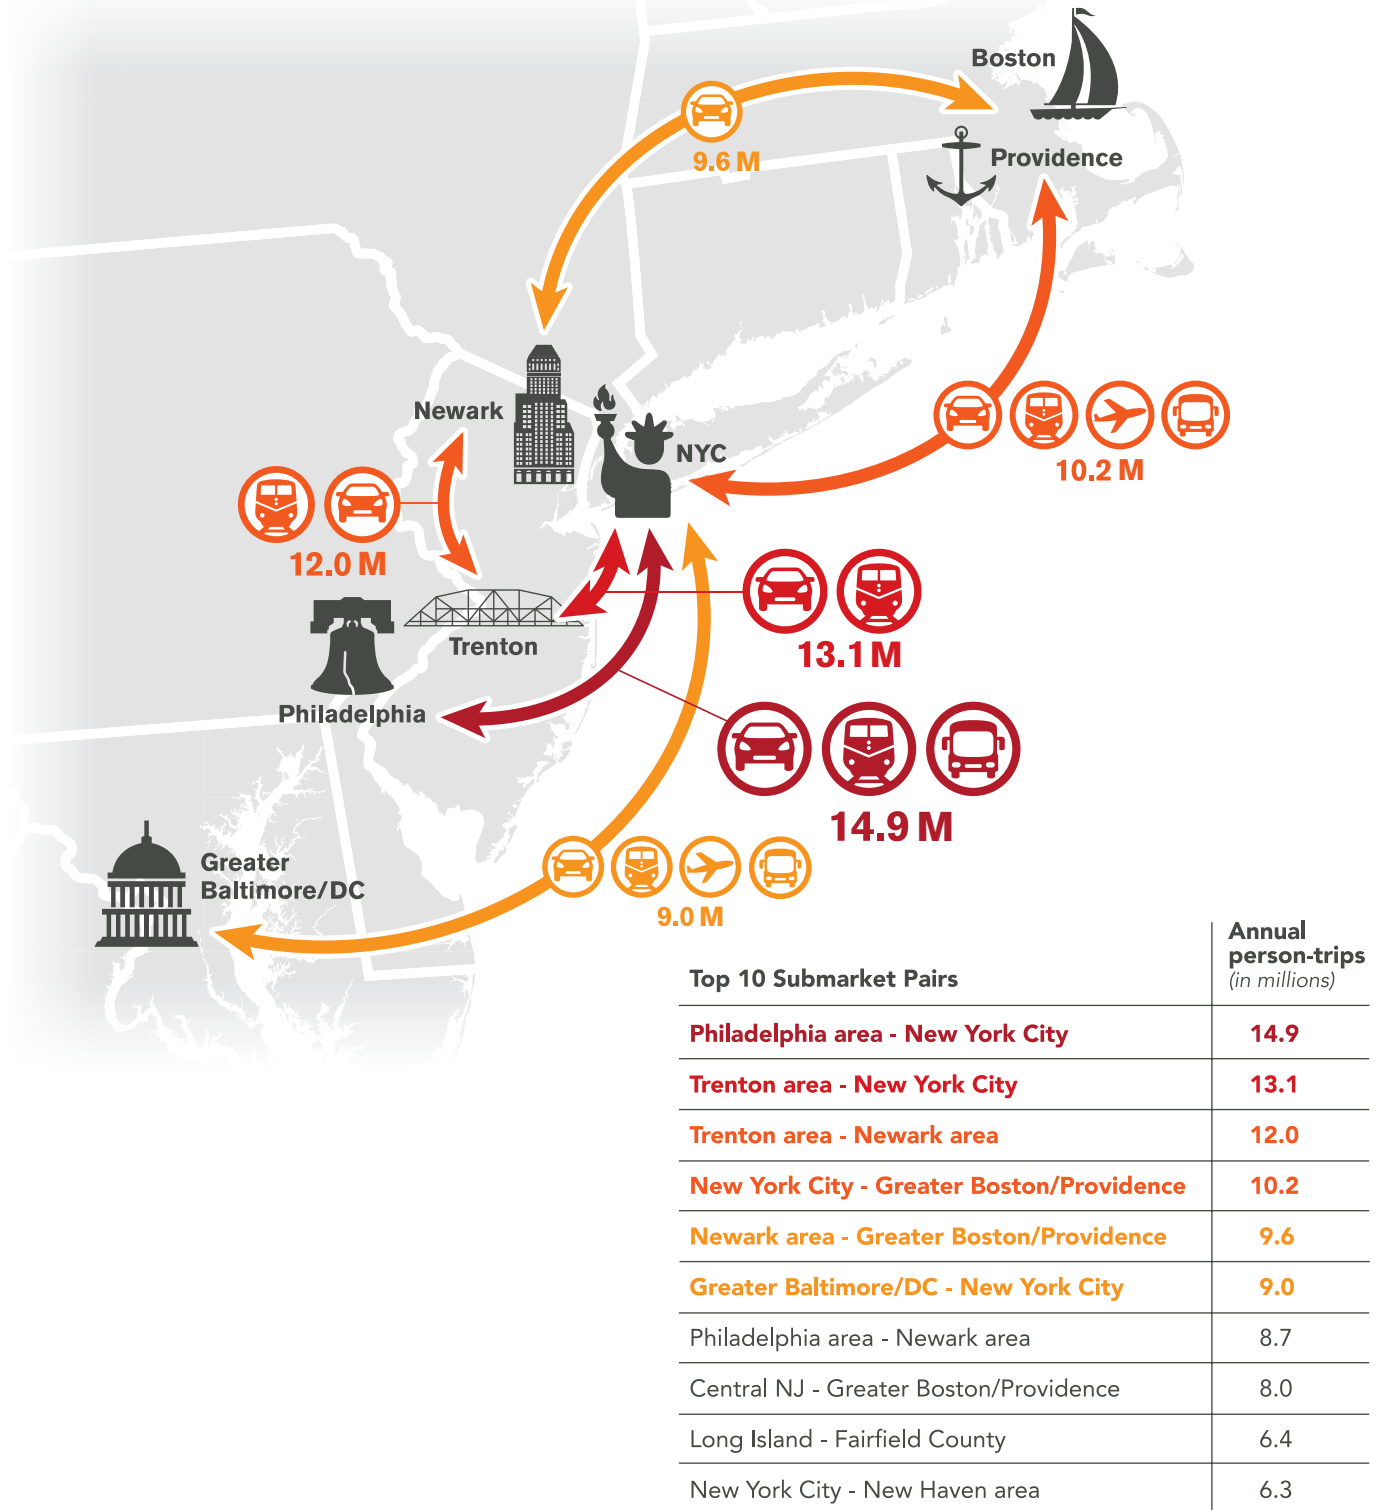 Boston
9.6 M
Providence
Newark
NYC
10.2 M
12.0 M
13.1 M
Trenton
Philadelphia
14.9 M
Greater
Baltimore/DC
9.0 M
Top 10 Submarket Pairs
Annual
person-trips
(in millions)
Philadelphia area - New York City 14.9
Trenton area - New York City 13.1
Trenton area - Newark area 12.0
New York City - Greater Boston/Providence 10.2
Newark area - Greater Boston/Providence 9.6
Greater Baltimore/DC - New York City 9.0
Philadelphia area - Newark area 8.7
Central NJ - Greater Boston/Providence 8.0
Long Island - Fairfield County 6.4
New York City - New Haven area 6.3